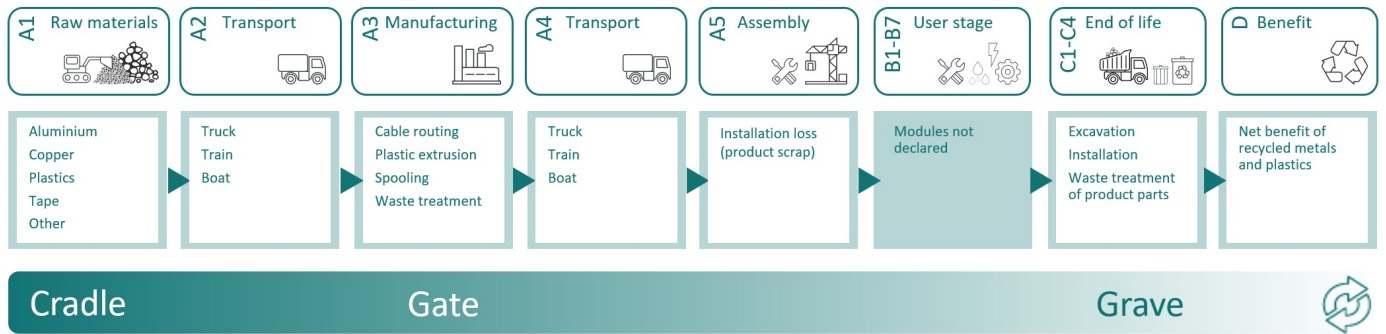 A1 Raw materials
A2 Transport
A3 Manufacturing
A4 Transport
A5 Assembly
B1-B7 User stage
C1-C4 End of life
D Benefit
Aluminium
Copper
Plastics
Tape
Other
Truck
Train
Boat
Cable routing
Plastic extrusion
Spooling
Waste treatment
Truck
Train
Boat
Installation loss
(product scrap)
Modules not
declared
Excavation
Installation
Waste treatment
of product parts
Net benefit of
recycled metals
and plastics
Cradle
Gate
Grave